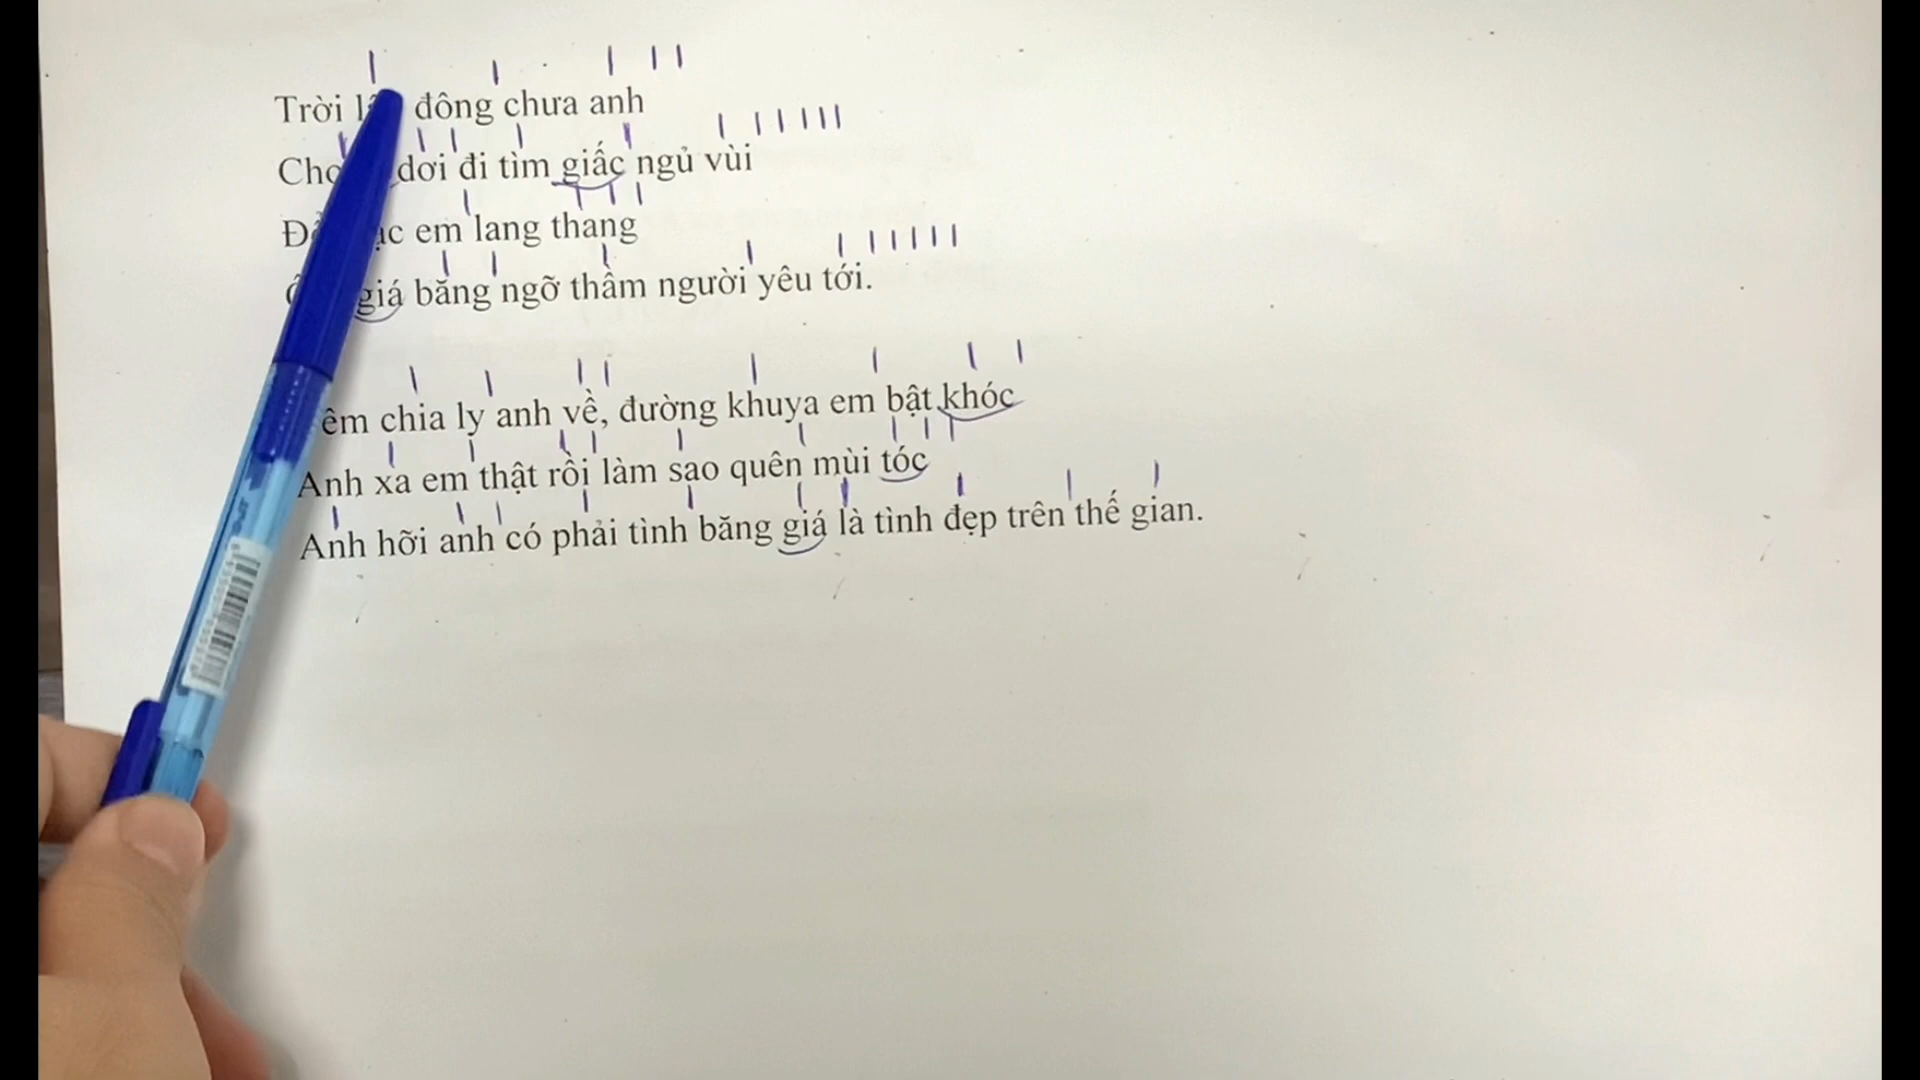 Trời đông chưa anh
dơi đi tìm giấc ngủ vùi
em lang thang
giá băng ngỡ thầm người yêu tới.
chia ly anh về, đường khuya em bật khóc
Anh xa em thật rồi làm sao quên mùi tóc
Anh hỡi anh có phải tình băng giá là tình đẹp trên thế gian.